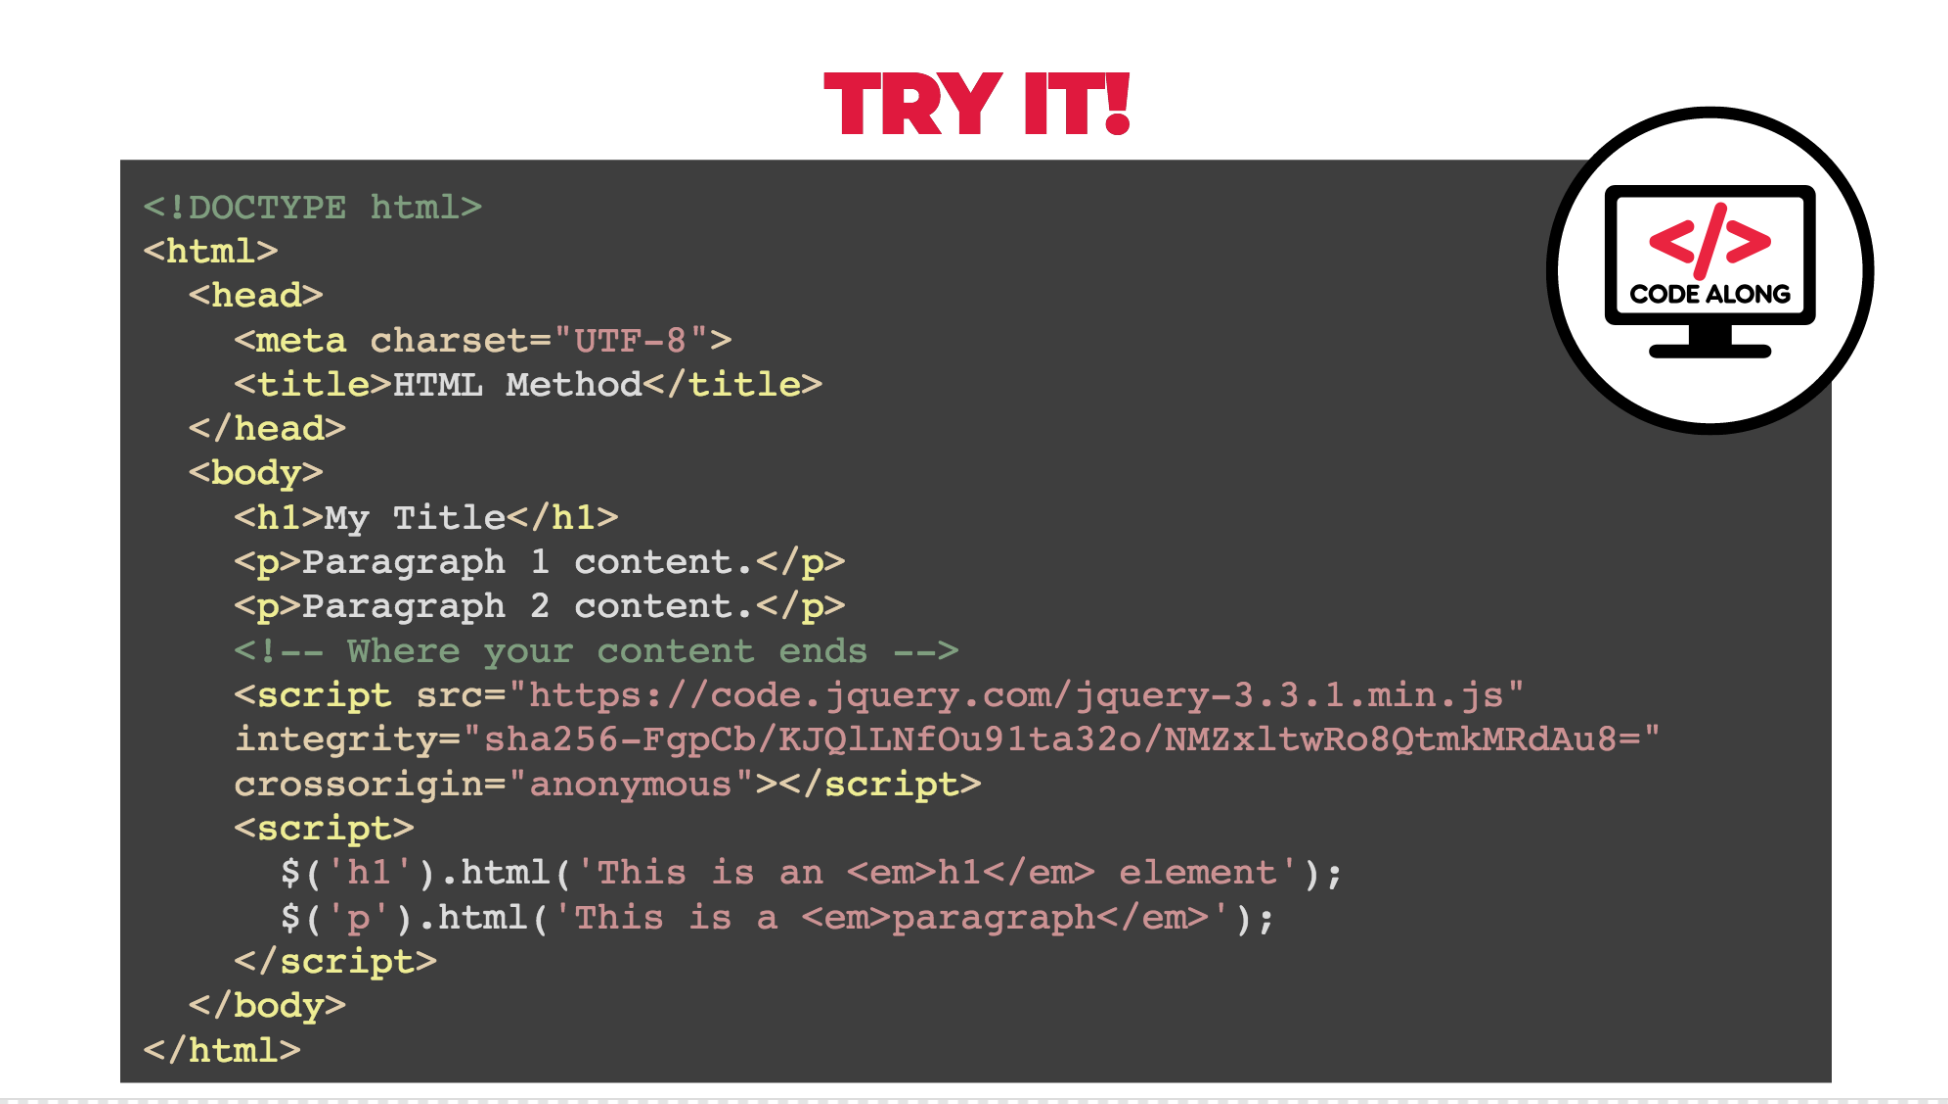 TRY IT!
</>
CODE ALONG
<!DOCTYPE html>
<html>
  <head>
    <meta charset="UTF-8">
    <title>HTML Method</title>
  </head>
  <body>
    <h1>My Title</h1>
    <p>Paragraph 1 content.</p>
    <p>Paragraph 2 content.</p>
    <!-- Where your content ends -->
    <script src="https://code.jquery.com/jquery-3.3.1.min.js"
    integrity="sha256-FgpCb/KJQlLNfOu91ta32o/NMZxltwRo8QtmkMRdAu8="
    crossorigin="anonymous"></script>
    <script>
      $('h1').html('This is an <em>h1</em> element');
      $('p').html('This is a <em>paragraph</em>');
    </script>
  </body>
</html>